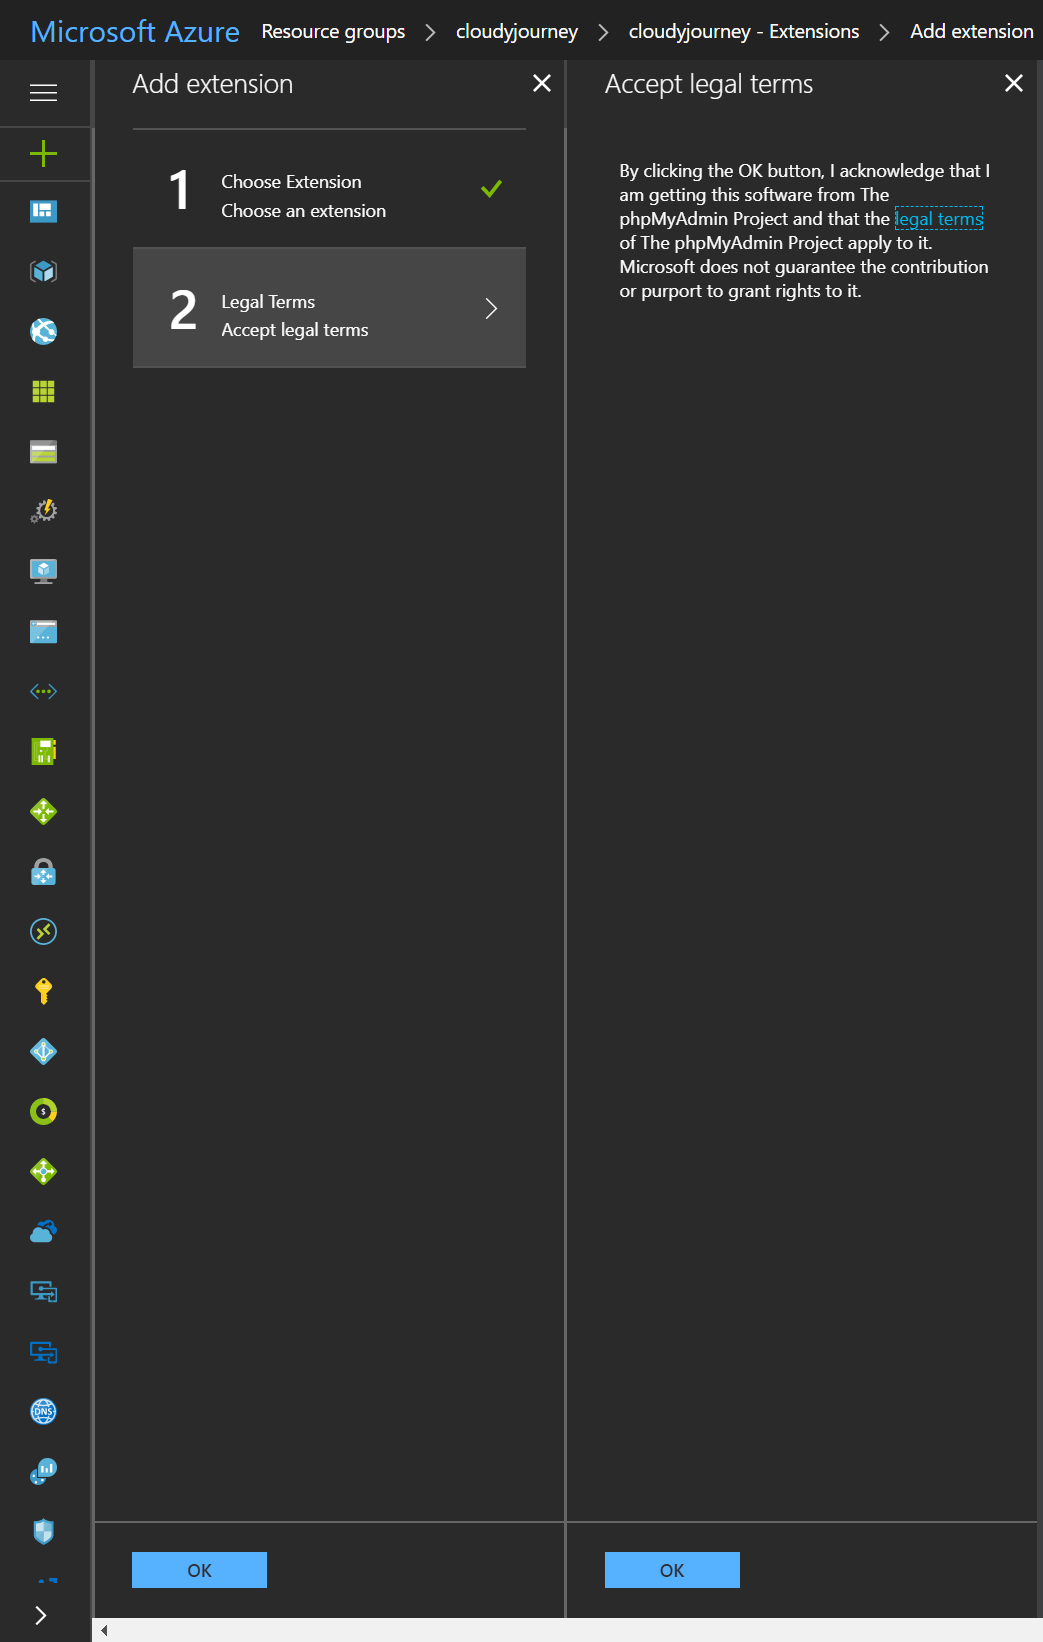 Microsoft Azure Resource groups cloudyjourney cloudyjourney - Extensions Add extension
Add extension
1
Choose Extension
Choose an extension
2
Legal Terms
Accept legal terms
OK
Accept legal terms
By clicking the OK button, I acknowledge that I
am getting this software from The
phpMyAdmin Project and that the legal terms
of The phpMyAdmin Project apply to it.
Microsoft does not guarantee the contribution
or purport to grant rights to it.
OK
$
DNS